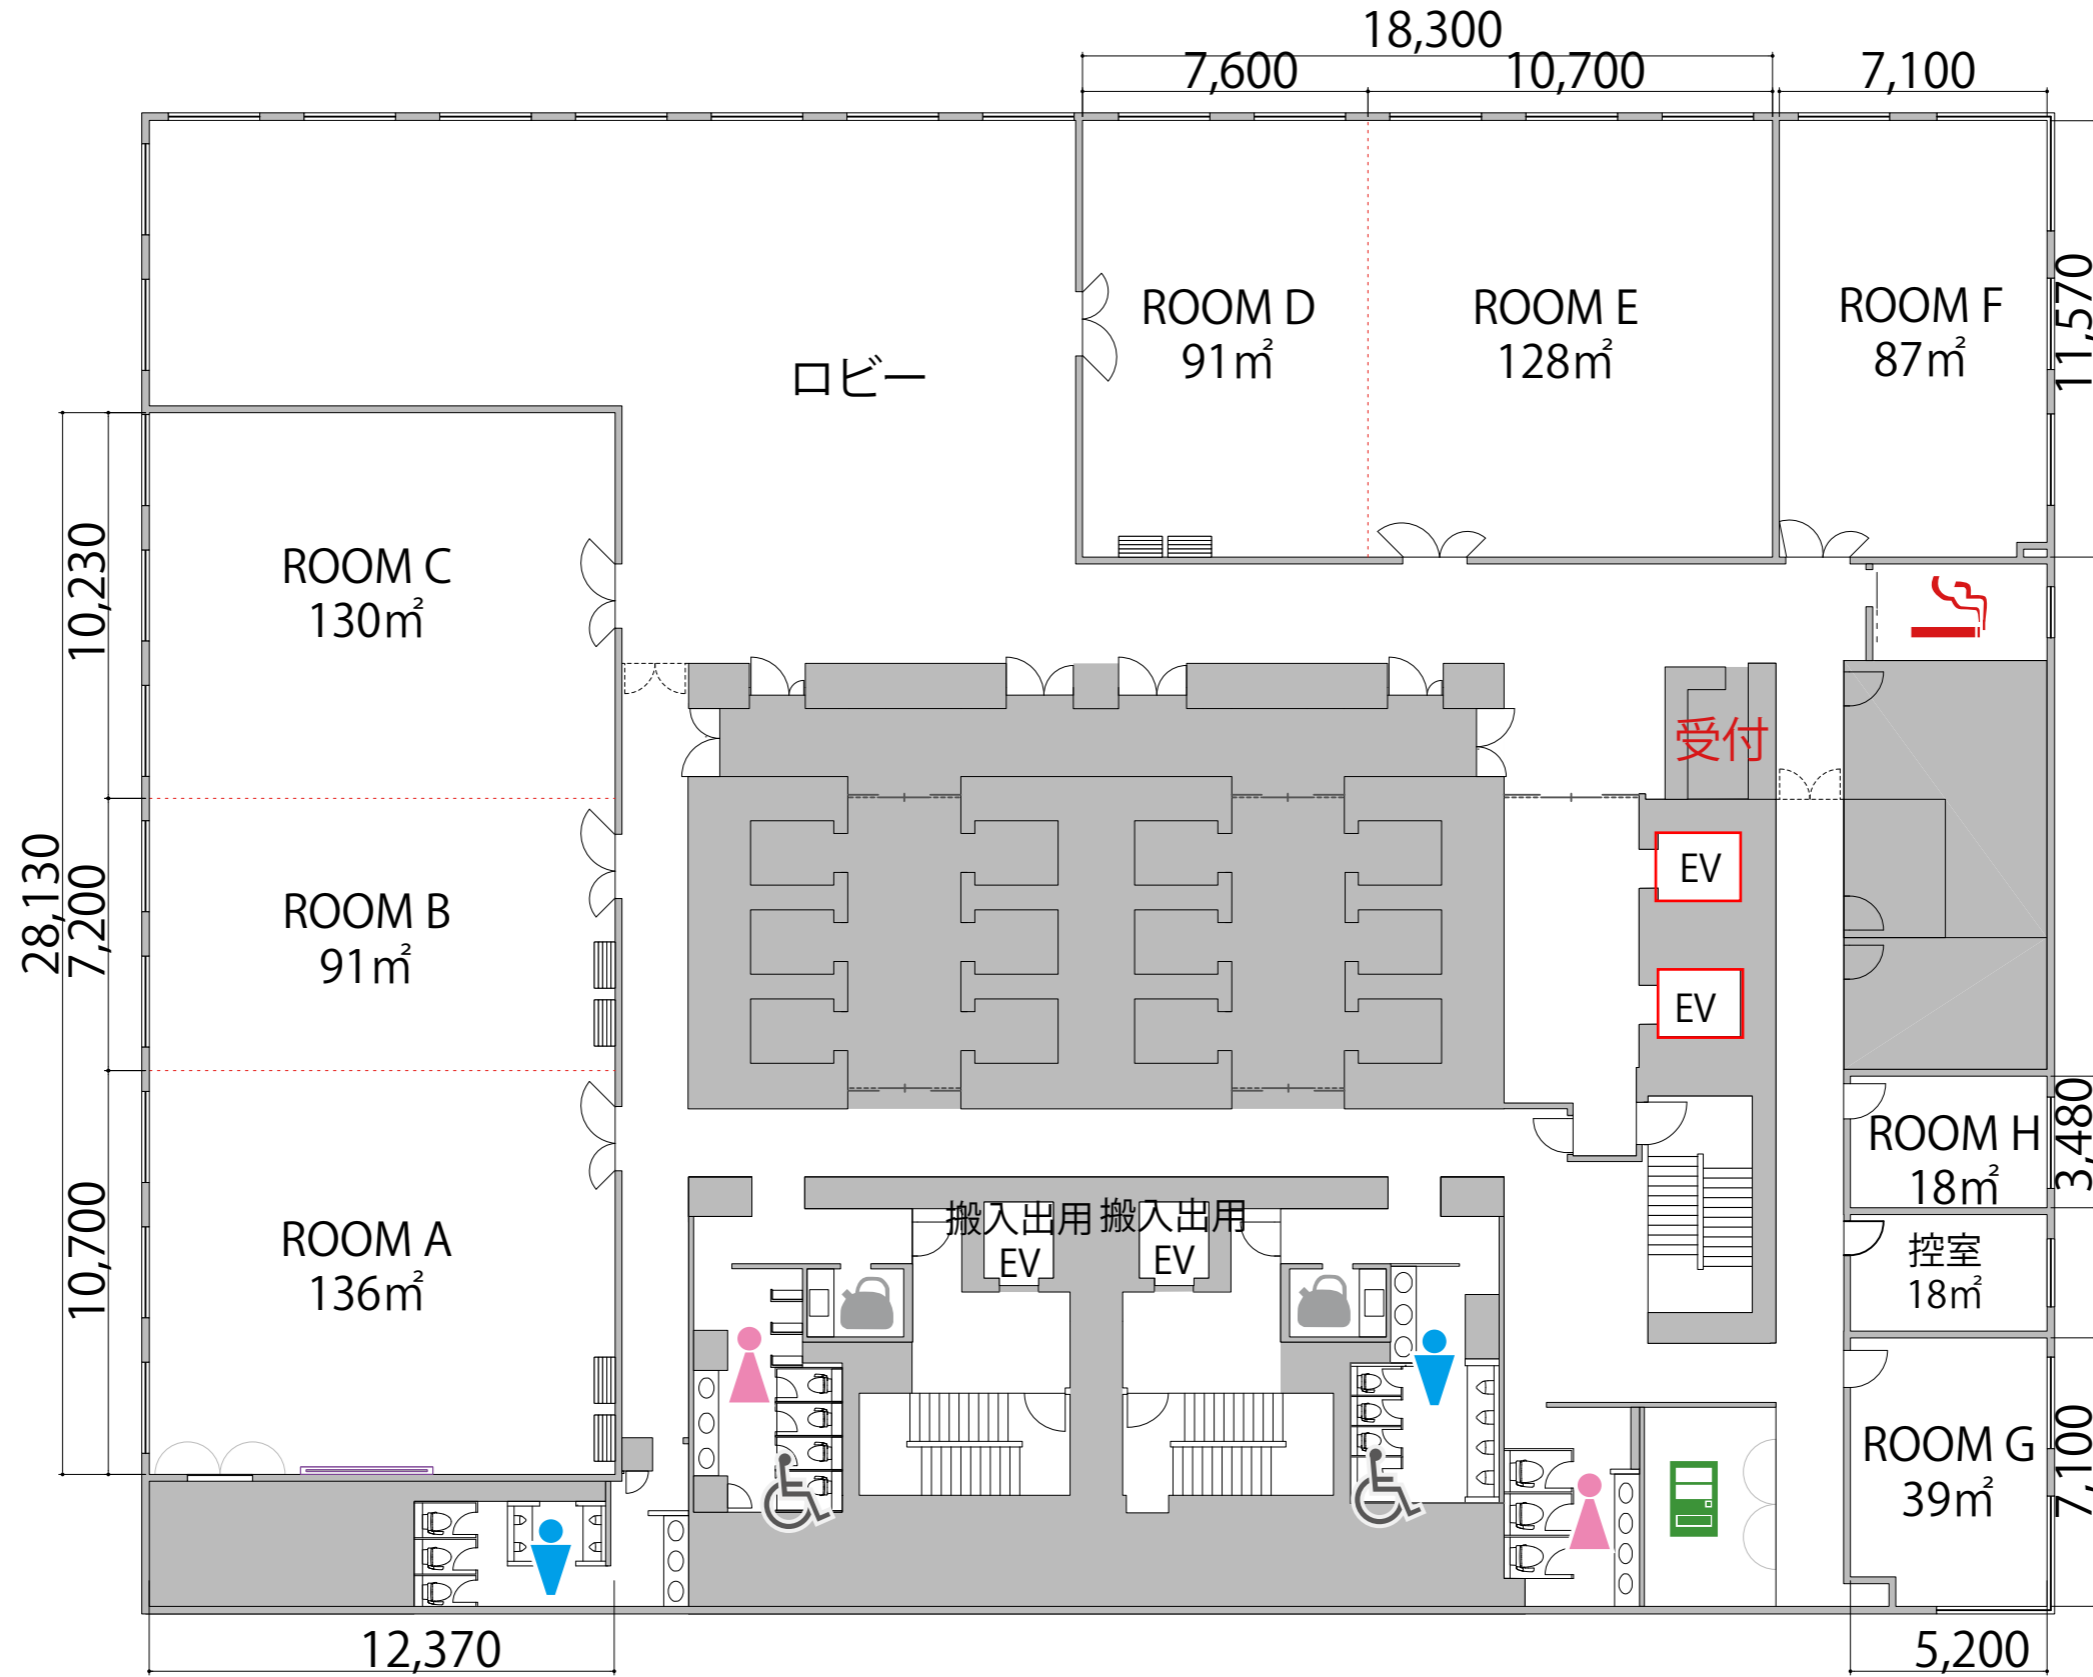 18,300
7,600
10,700
7,100
ROOM D
91㎡
ROOM E
128㎡
ROOM F
87㎡
11,570
ロビー
ROOM C
130㎡
10,230
受付
28,130
7,200
ROOM B
91㎡
EV
EV
ROOM A
136㎡
10,700
搬入出用
EV
搬入出用
EV
ROOM H
18㎡
3,480
控室
18㎡
ROOM G
39㎡
7,100
12,370
5,200